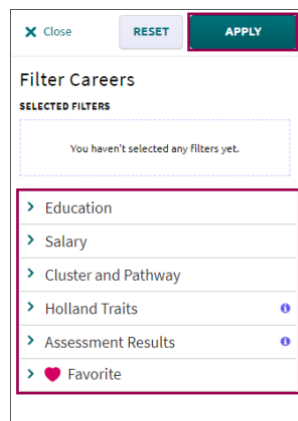 Close
RESET
APPLY
Filter Careers
SELECTED FILTERS
You haven't selected any filters yet.
Education
Salary
Cluster and Pathway
Holland Traits
Assessment Results
Favorite